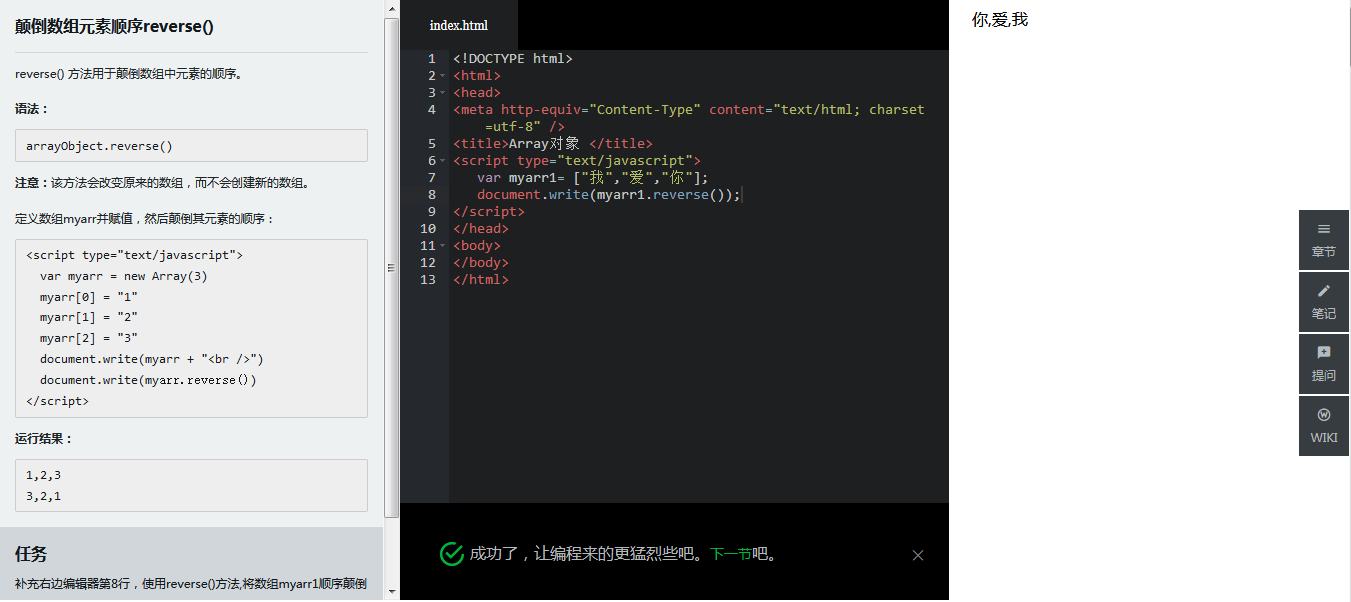 颠倒数组元素顺序reverse()
reverse() 方法用于颠倒数组中元素的顺序。
语法：
arrayObject.reverse()
注意：该方法会改变原来的数组，而不会创建新的数组。
定义数组myarr并赋值，然后颠倒其元素的顺序：
<script type="text/javascript">
var myarr = new Array(3)
myarr[0] = "1"
myarr[1] = "2"
myarr[2] = "3"
document.write(myarr + "<br />")
document.write(myarr.reverse())
</script>
运行结果：
1,2,3
3,2,1
任务
补充右边编辑器第8行，使用reverse()方法,将数组myarr1顺序颠倒
index.html
1 <!DOCTYPE html>
2 <html>
3 <head>
4 <meta http-equiv="Content-Type" content="text/html; charset
=utf-8" />
5 <title>Array对象 </title>
6 <script type="text/javascript">
7 var myarr1= ["我","爱","你"];
8 document.write(myarr1.reverse());
9 </script>
10 </head>
11 <body>
12 </body>
13 </html>
成功了，让编程来的更猛烈些吧。下一节吧。
你,爱,我
章节
笔记
提问
WIKI